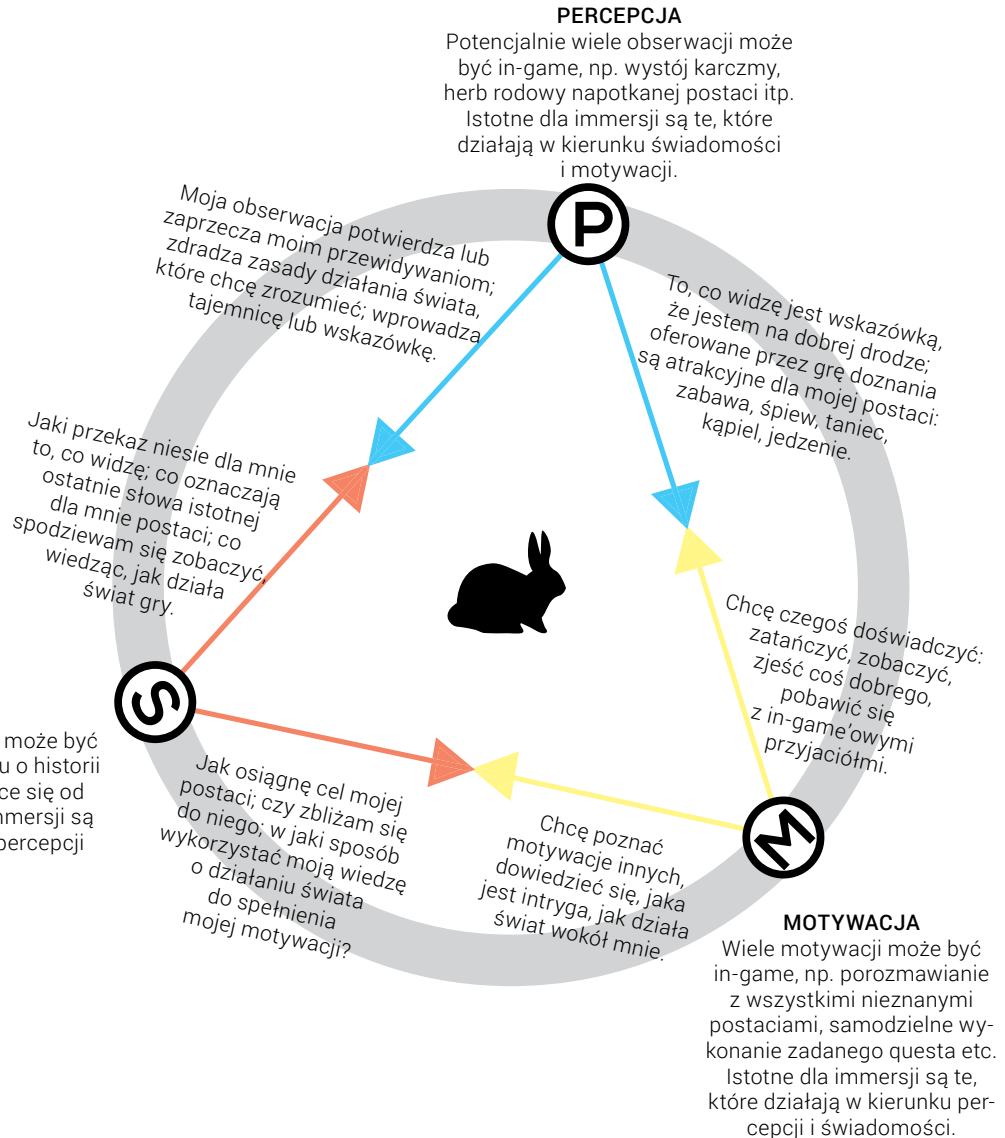 PERCEPCJA
Potencjalnie wiele obserwacji może
być in-game, np. wystój karczmy,
herb rodowy napotkanej postaci itp.
Istotne dla immersji są te, które
działają w kierunku świadomości
i motywacji.
P
Moja obserwacja potwierdza lub
zaprzecza moim przewidywaniom;
zdradza zasady działania świata,
które chcę zrozumieć; wprowadza
tajemnicę lub wskazówkę.
To, co widzę jest wskazówką,
że jestem na dobrej drodze;
oferowane przez grę doznania
są atrakcyjne dla mojej postaci:
zabawa, śpiew, taniec,
kąpiel, jedzenie.
Jaki przekaz niesie dla mnie
to, co widzę; co oznaczają
ostatnie słowa istotnej
dla mnie postaci; co
spodziewam się zobaczyć,
wiedząc, jak działa
świat gry.
Chcę czegoś doświadczyć:
zatańczyć, zobaczyć,
zjeść coś dobrego,
pobawić się
z in-game'owymi
przyjaciółmi.
S
może być
u o historii
ce się od
mmersji są
percepcji
Jak osiągnę cel mojej
postaci; czy zbliżam się
do niego; w jaki sposób
wykorzystać moją wiedzę
o działaniu świata
do spełnienia
mojej motywacji?
Chcę poznać
motywacje innych,
dowiedzieć się, jaka
jest intryga, jak działa
świat wokół mnie.
M
MOTYWACJA
Wiele motywacji może być
in-game, np. porozmawianie
z wszystkimi nieznanymi
postaciami, samodzielne wy-
konanie zadanego questa etc.
Istotne dla immersji są te,
które działają w kierunku per-
cepcji i świadomości.